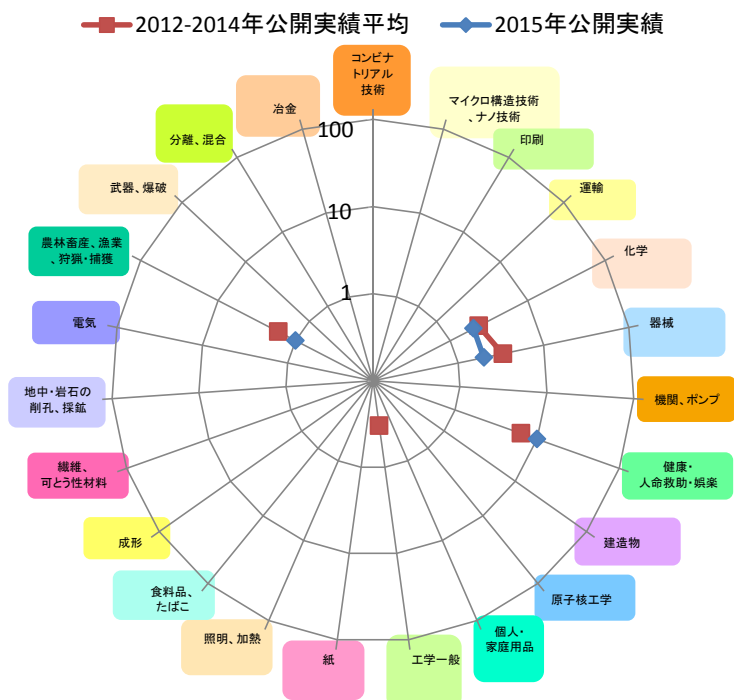 2012-2014年公開実績平均
2015年公開実績
コンビナ
トリアル
技術
マイクロ構造技術
、ナノ技術
印刷
運輸
化学
器械
機関、ポンプ
健康・
人命救助・娯楽
建造物
原子核工学
個人・
家庭用品
工学一般
紙
照明、加熱
食料品、
たばこ
成形
繊維、
可とう性材料
地中・岩石の
削孔、採鉱
電気
農林畜産、漁業
、狩猟・捕獲
武器、爆破
分離、混合
冶金
100
10
1